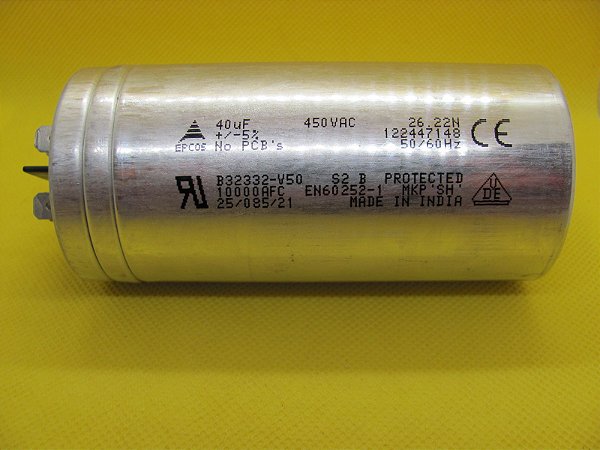 40uF 450VAC 26.22N
+/-5% 122447148 CE
EPCOS No PCB's 50/60Hz
B32332-V50 S2 B PROTECTED
10000AFC EN60252-1 MKP'SH'
25/085/21 MADE IN INDIA